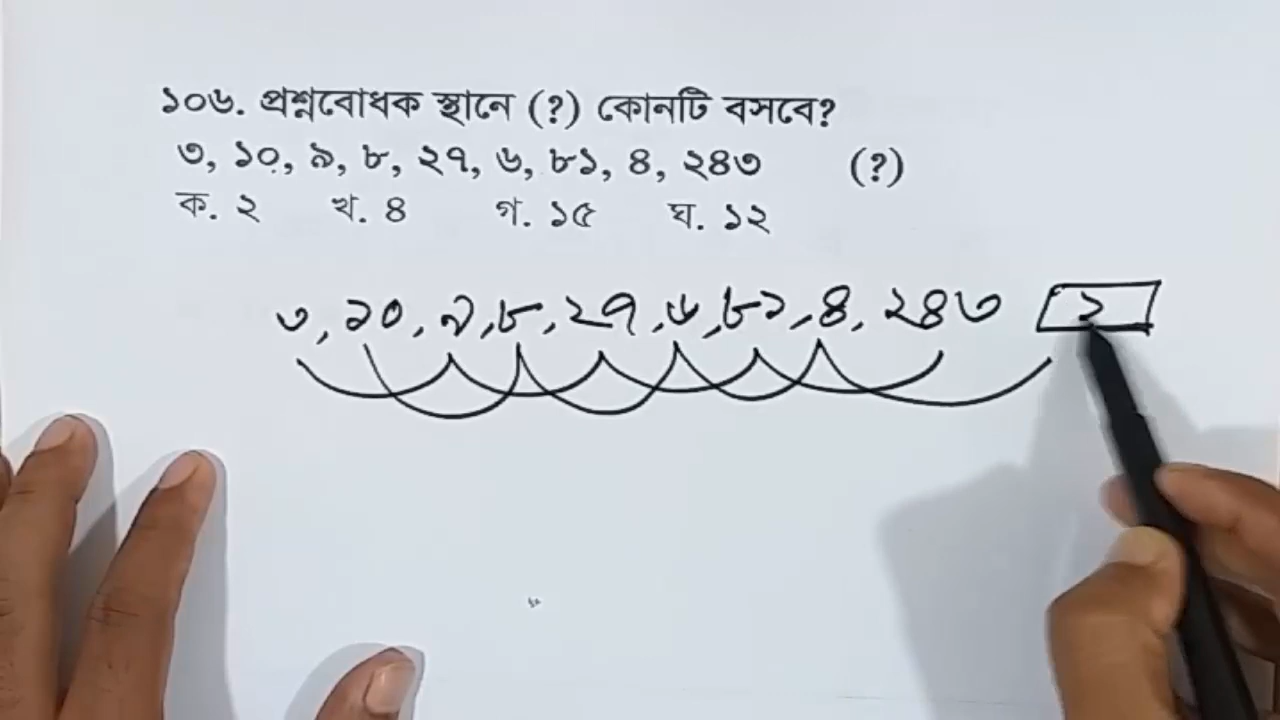 ১০৬. প্রশ্নবোধক স্থানে (?) কোনটি বসবে?
৩, ১০, ৯, ৮, ২৭, ৬, ৮১, ৪, ২৪৩ (?)
ক. ২ খ. 8 গ. ১৫ ঘ. ১২
৩, ১০, ৯, ৮, ২৭, ৬, ৮১, ৪, ২৪৩ ২